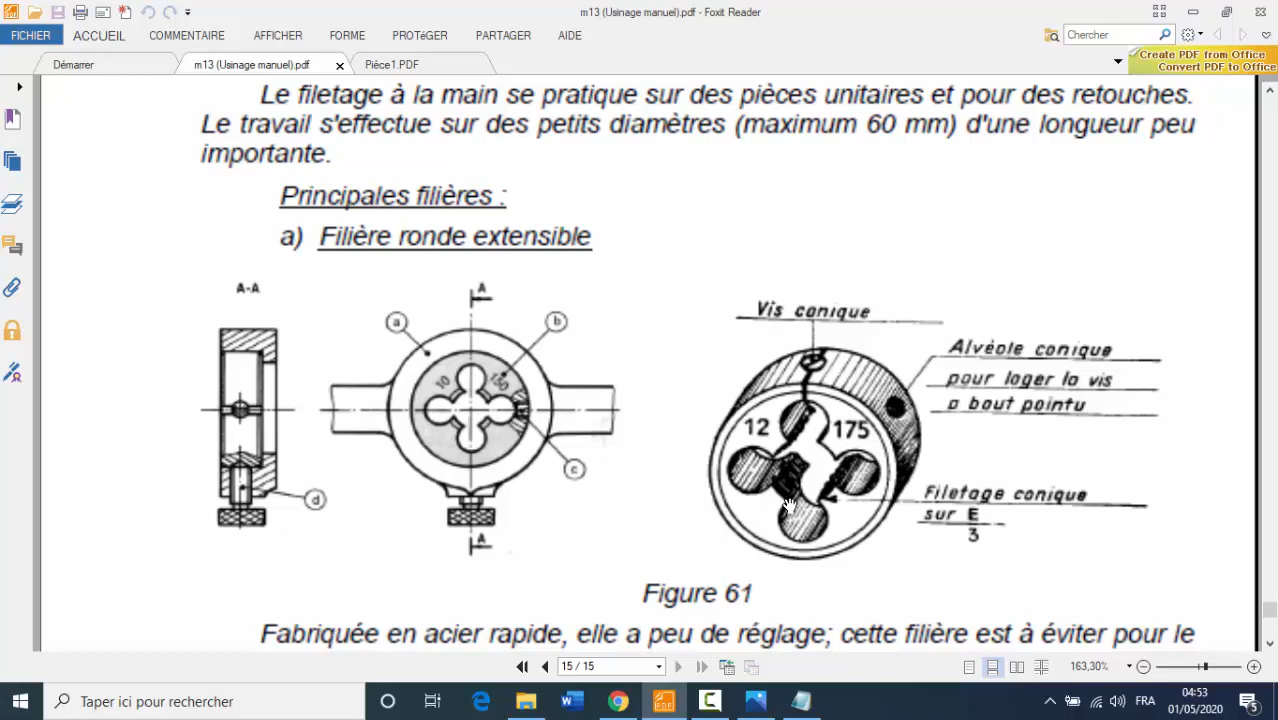 m13 (Usinage manuel).pdf - Foxit Reader
FICHIER ACCUEIL COMMENTAIRE AFFICHER FORME PROTéGER PARTAGER AIDE
Chercher
Démarrer
m13 (Usinage manuel).pdf
Pièce1.PDF
Create PDF from Office
Convert PDF to Office
Le filetage à la main se pratique sur des pièces unitaires et pour des retouches.
Le travail s'effectue sur des petits diamètres (maximum 60 mm) d'une longueur peu
importante.
Principales filières :
a) Filière ronde extensible
A-A
A
a
b
10
150
c
d
A
Vis conique
Alvéole conique
pour loger la vis
a bout pointu
12
175
Filetage conique
sur E
3
Figure 61
Fabriquée en acier rapide, elle a peu de réglage; cette filière est à éviter pour le
15 / 15
163,30%
Taper ici pour rechercher
PDF
FRA
04:53
01/05/2020
5